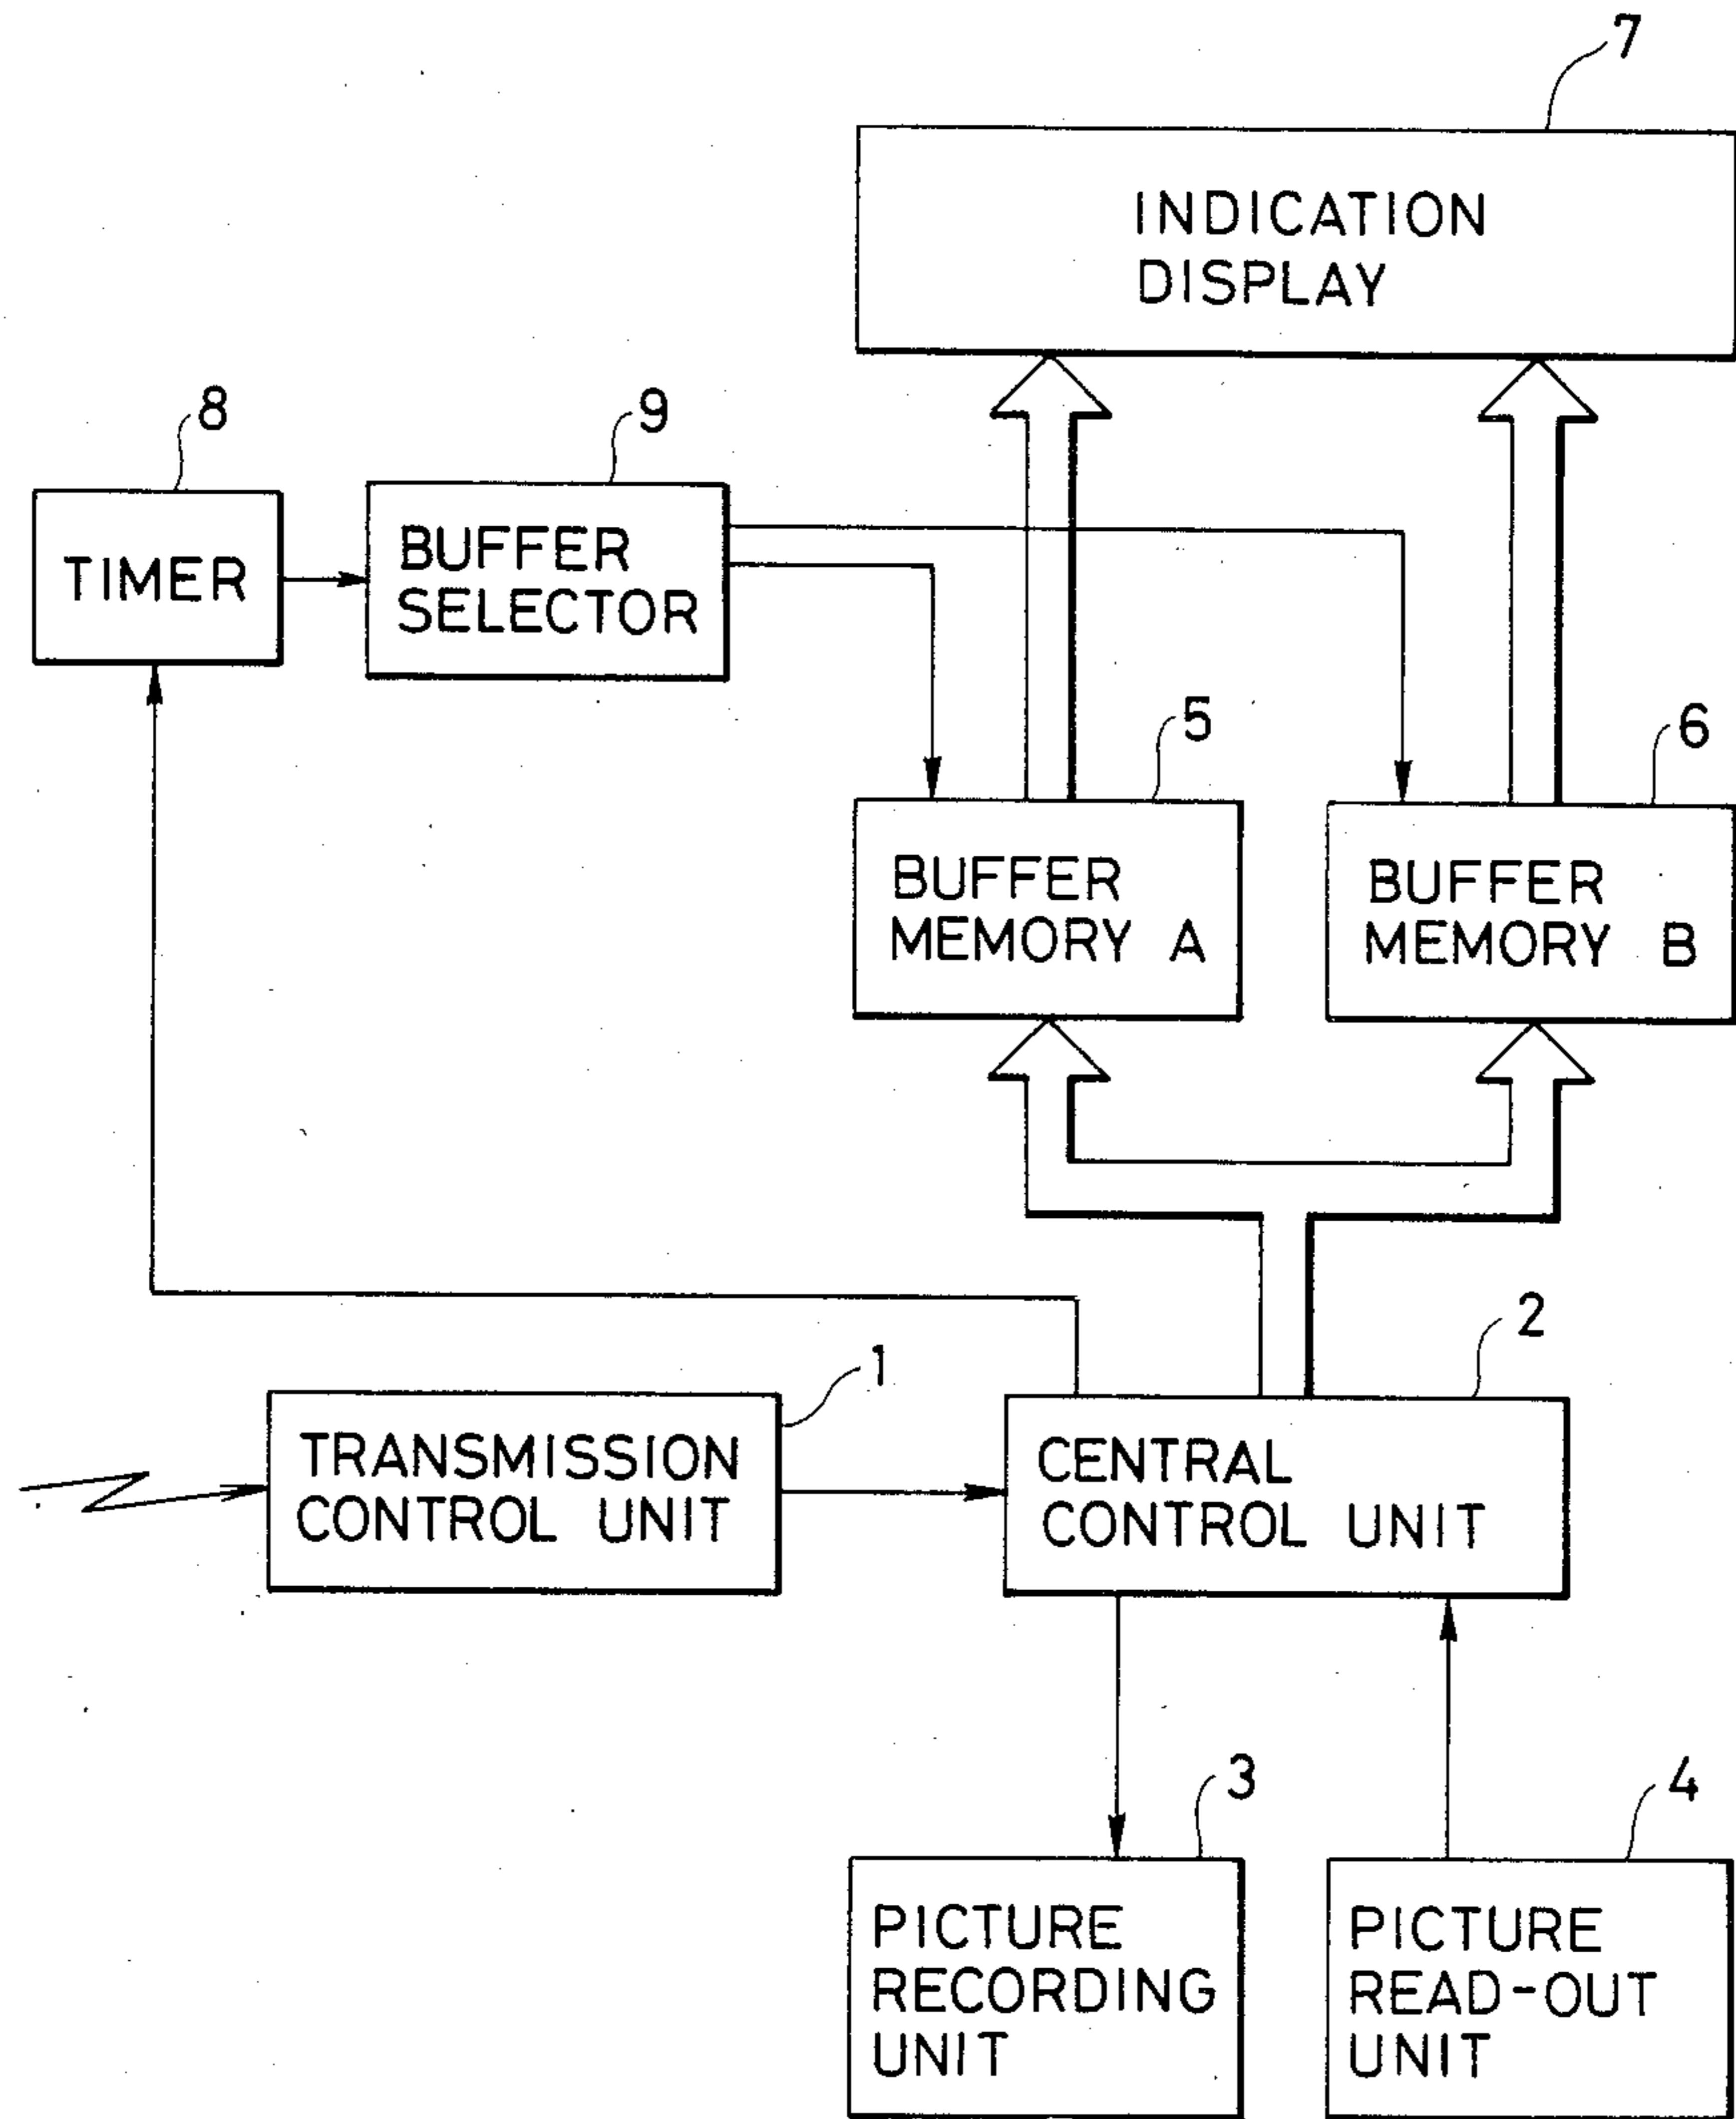 7
INDICATION
DISPLAY
8
9
TIMER
BUFFER
SELECTOR
5
6
BUFFER
MEMORY A
BUFFER
MEMORY B
2
1
TRANSMISSION
CONTROL UNIT
CENTRAL
CONTROL UNIT
3
4
PICTURE
RECORDING
UNIT
PICTURE
READ-OUT
UNIT